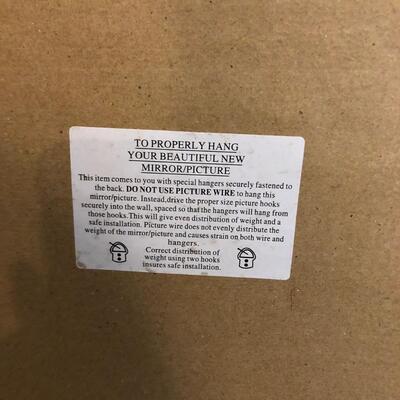 TO PROPERLY HANG
YOUR BEAUTIFUL NEW
MIRROR/PICTURE
This item comes to you with special hangers securely fastened to
the back. DO NOT USE PICTURE WIRE to hang this
mirror/picture. Instead,drive the proper size picture hooks
securely into the wall, spaced so that the hangers will hang from
those hooks.This will give even distribution of weight and a
safe installation. Picture wire does not evenly distribute the
weight of the mirror/picture and causes strain on both wire and
hangers.
Correct distribution of
weight using two hooks
insures safe installation.